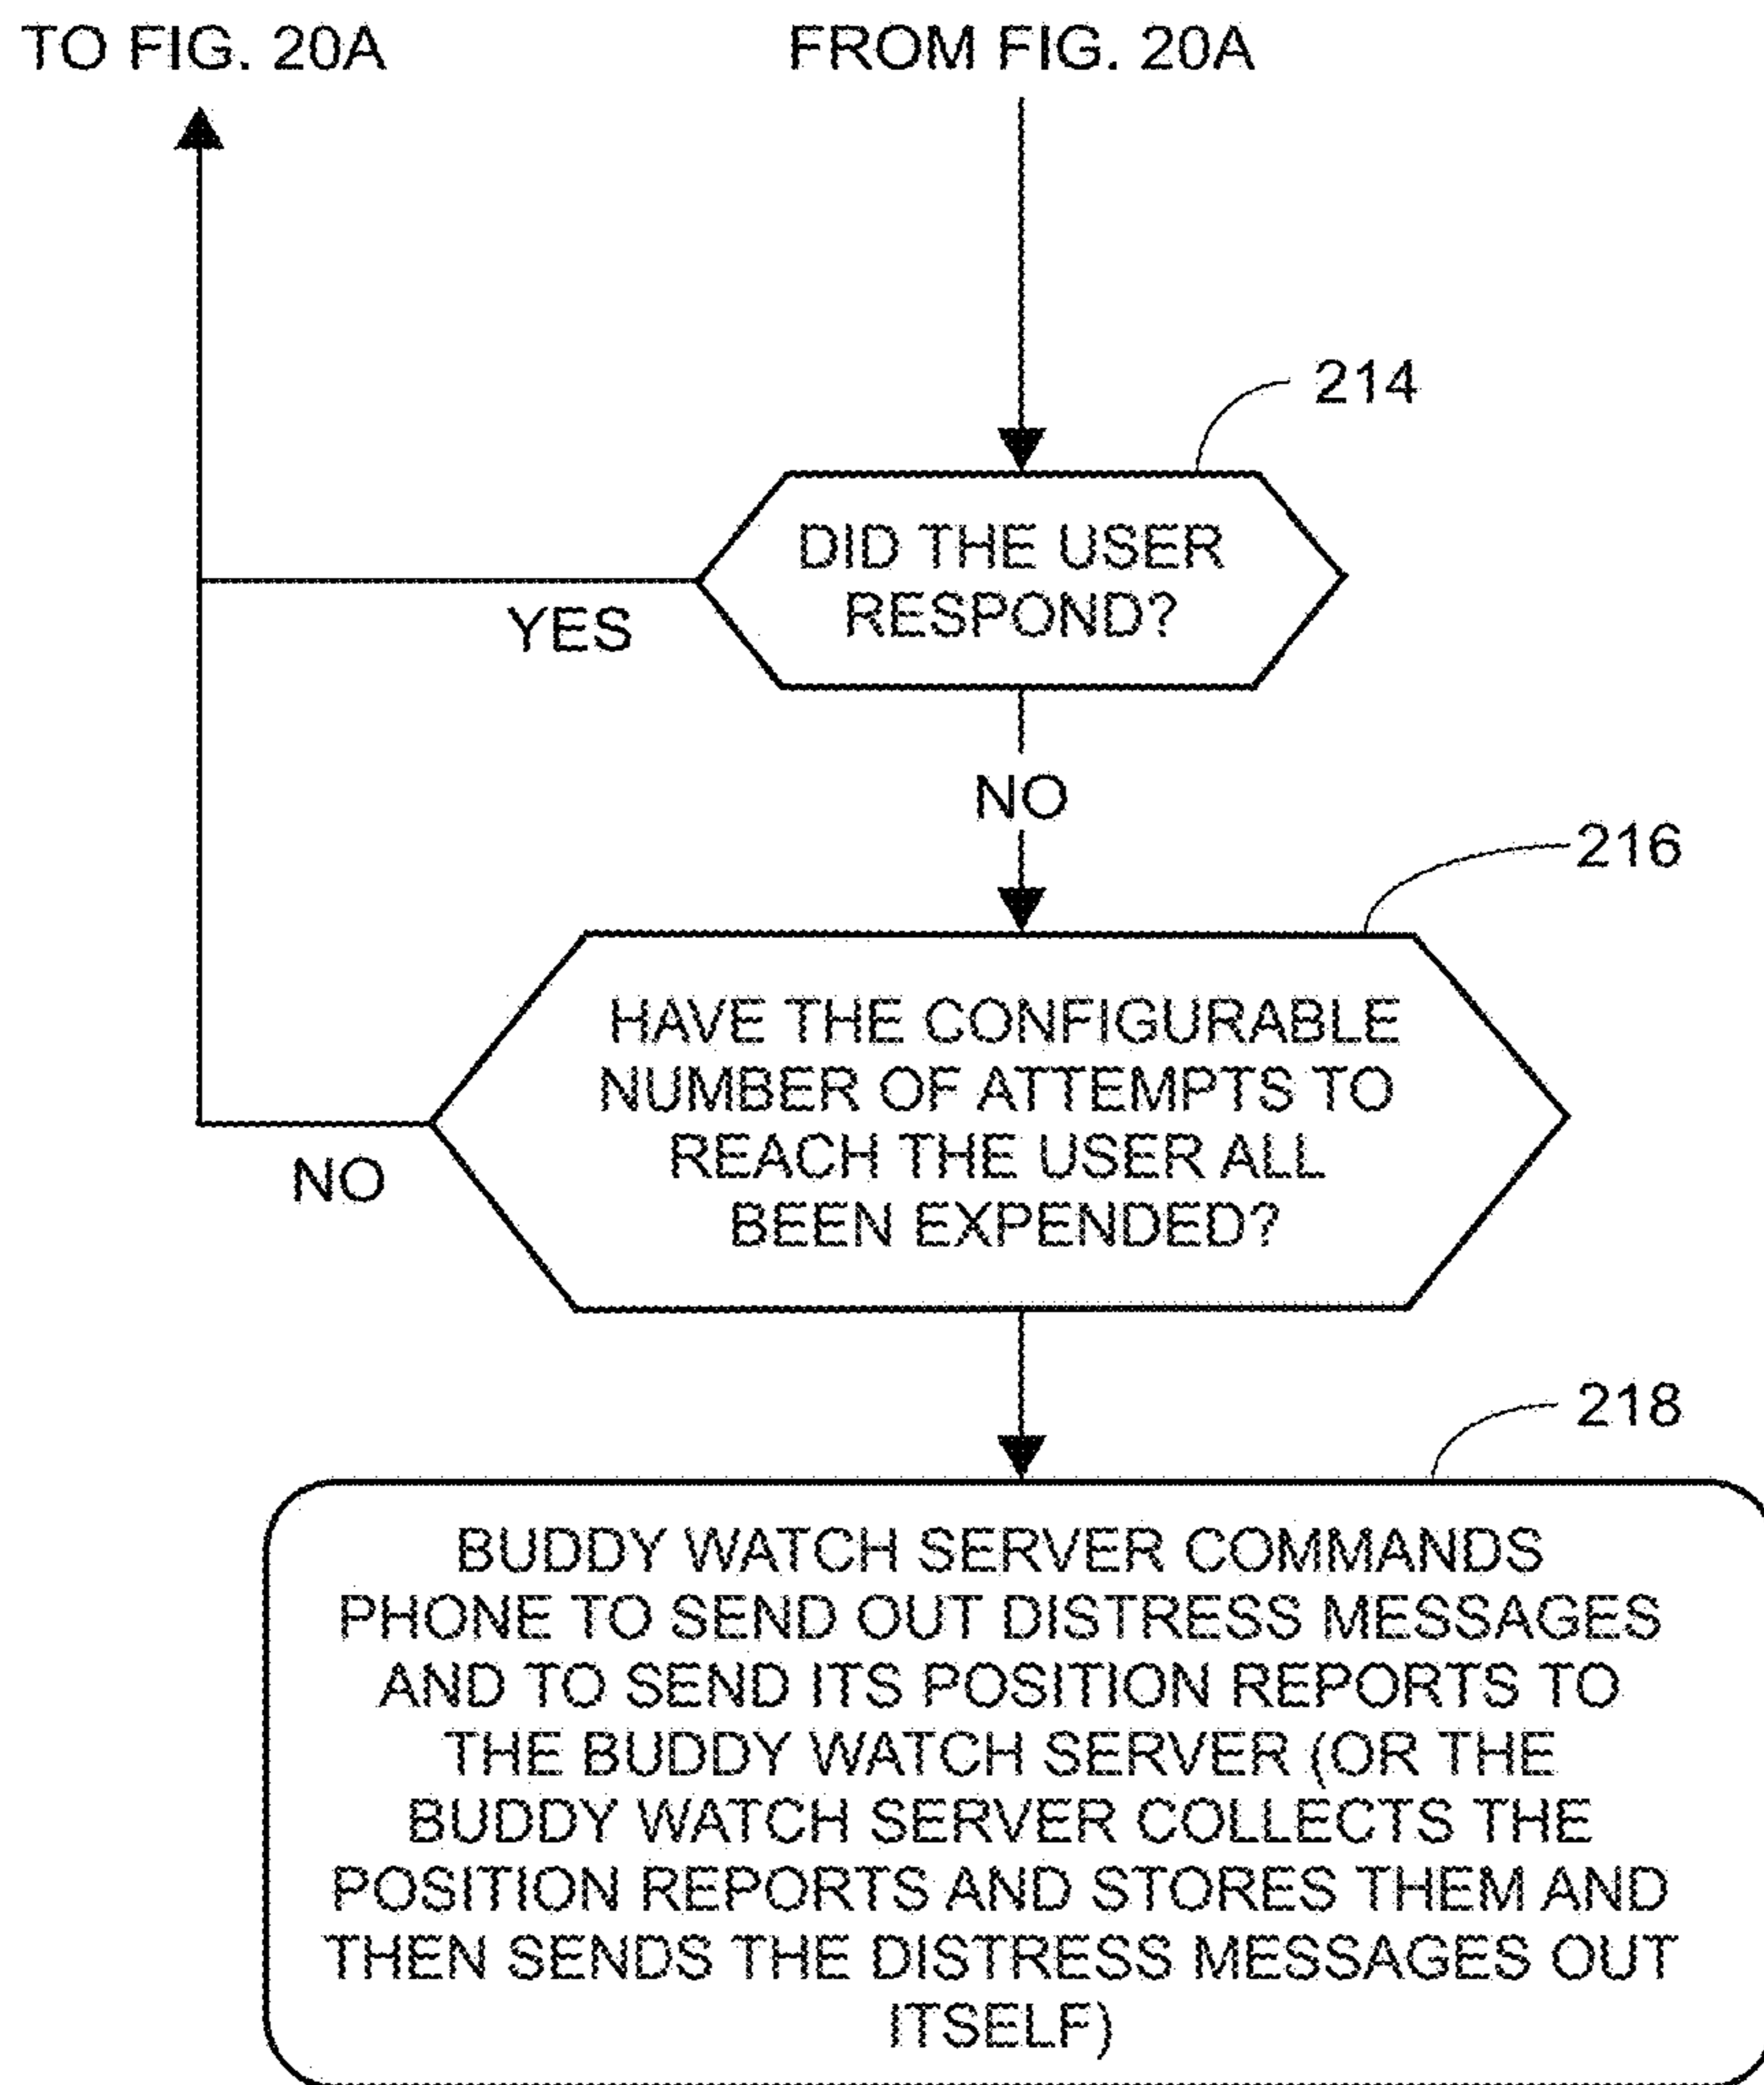 TO FIG. 20A
FROM FIG. 20A
214
DID THE USER
RESPOND?
YES
NO
216
HAVE THE CONFIGURABLE
NUMBER OF ATTEMPTS TO
REACH THE USER ALL
BEEN EXPENDED?
NO
218
BUDDY WATCH SERVER COMMANDS
PHONE TO SEND OUT DISTRESS MESSAGES
AND TO SEND ITS POSITION REPORTS TO
THE BUDDY WATCH SERVER (OR THE
BUDDY WATCH SERVER COLLECTS THE
POSITION REPORTS AND STORES THEM AND
THEN SENDS THE DISTRESS MESSAGES OUT
ITSELF)